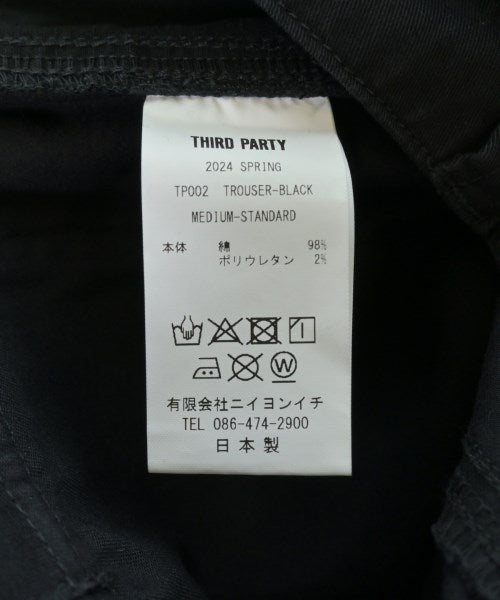 THIRD PARTY
2024 SPRING
TP002 TROUSER-BLACK
MEDIUM-STANDARD
本体 綿 98%
ポリウレタン 2%
W
有限会社ニイヨンイチ
TEL 086-474-2900
日本製